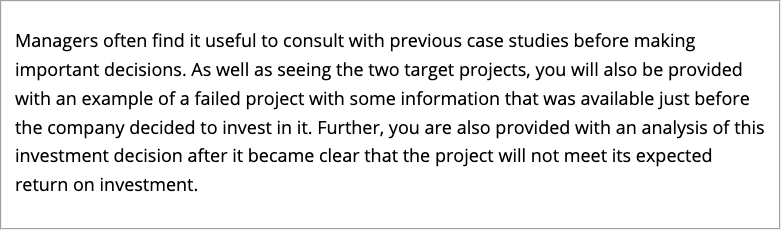 Managers often find it useful to consult with previous case studies before making
important decisions. As well as seeing the two target projects, you will also be provided
with an example of a failed project with some information that was available just before
the company decided to invest in it. Further, you are also provided with an analysis of this
investment decision after it became clear that the project will not meet its expected
return on investment.